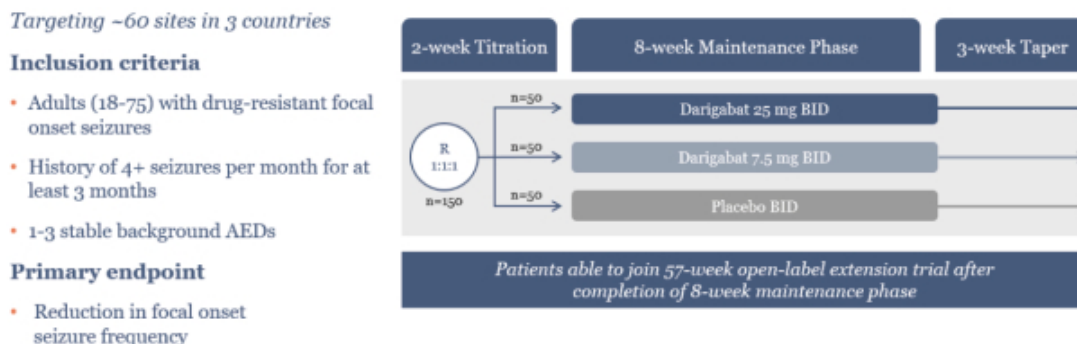 Targeting ~60 sites in 3 countries
Inclusion criteria
• Adults (18-75) with drug-resistant focal
onset seizures
• History of 4+ seizures per month for at
least 3 months
• 1-3 stable background AEDs
Primary endpoint
• Reduction in focal onset
seizure frequency
2-week Titration
8-week Maintenance Phase
3-week Taper
R
1:1:1
n=150
n=50
Darigabat 25 mg BID
n=50
Darigabat 7.5 mg BID
n=50
Placebo BID
Patients able to join 57-week open-label extension trial after
completion of 8-week maintenance phase